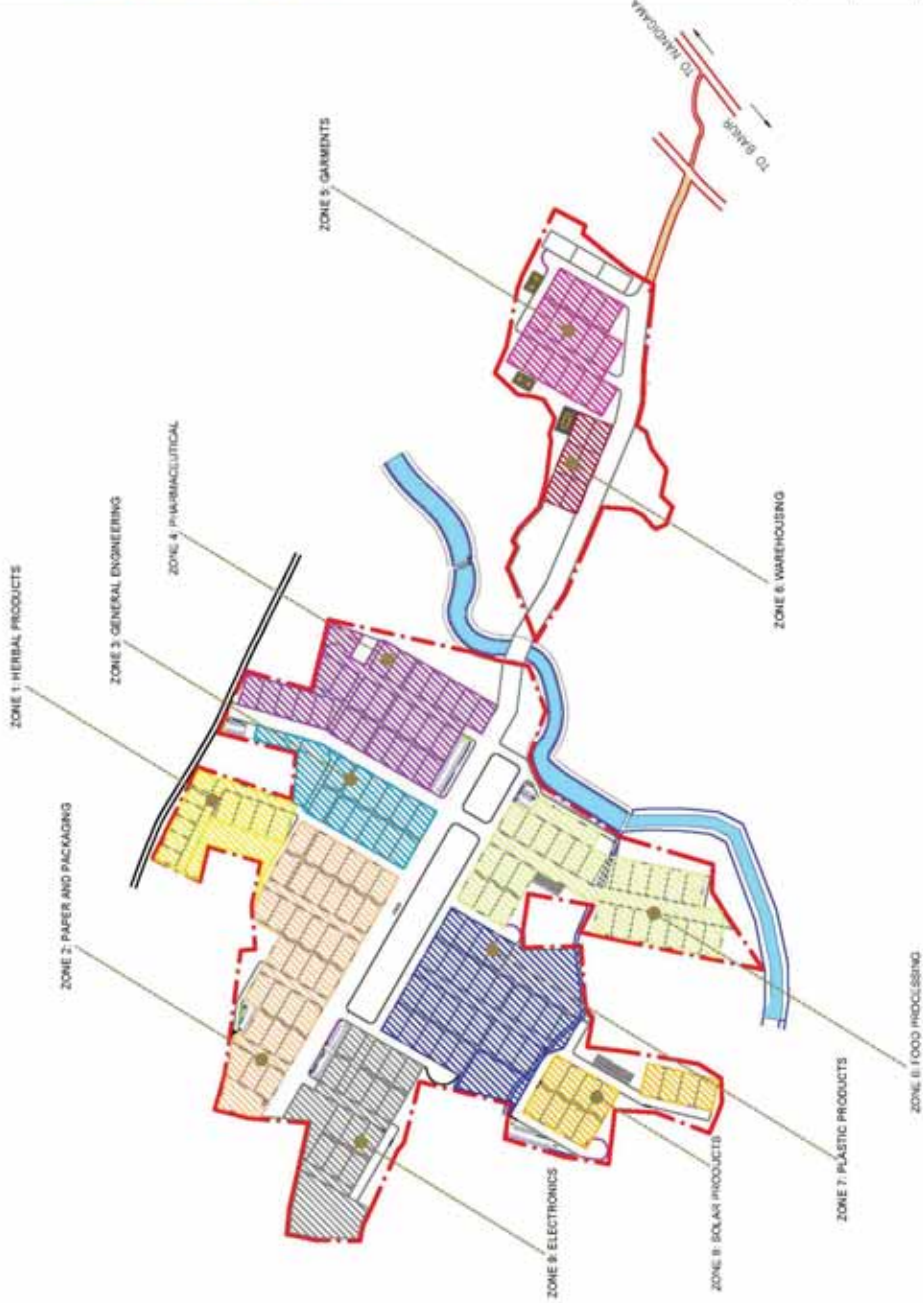 ZONE 1: HERBAL PRODUCTS
ZONE 2: PAPER AND PACKAGING
ZONE 3: GENERAL ENGINEERING
ZONE 4: PHARMACEUTICAL
ZONE 5: GARMENTS
TO NANDIGAMA
TO BANUR
ZONE 6: WAREHOUSING
ZONE 6: FOOD PROCESSING
ZONE 7: PLASTIC PRODUCTS
ZONE 8: SOLAR PRODUCTS
ZONE 9: ELECTRONICS